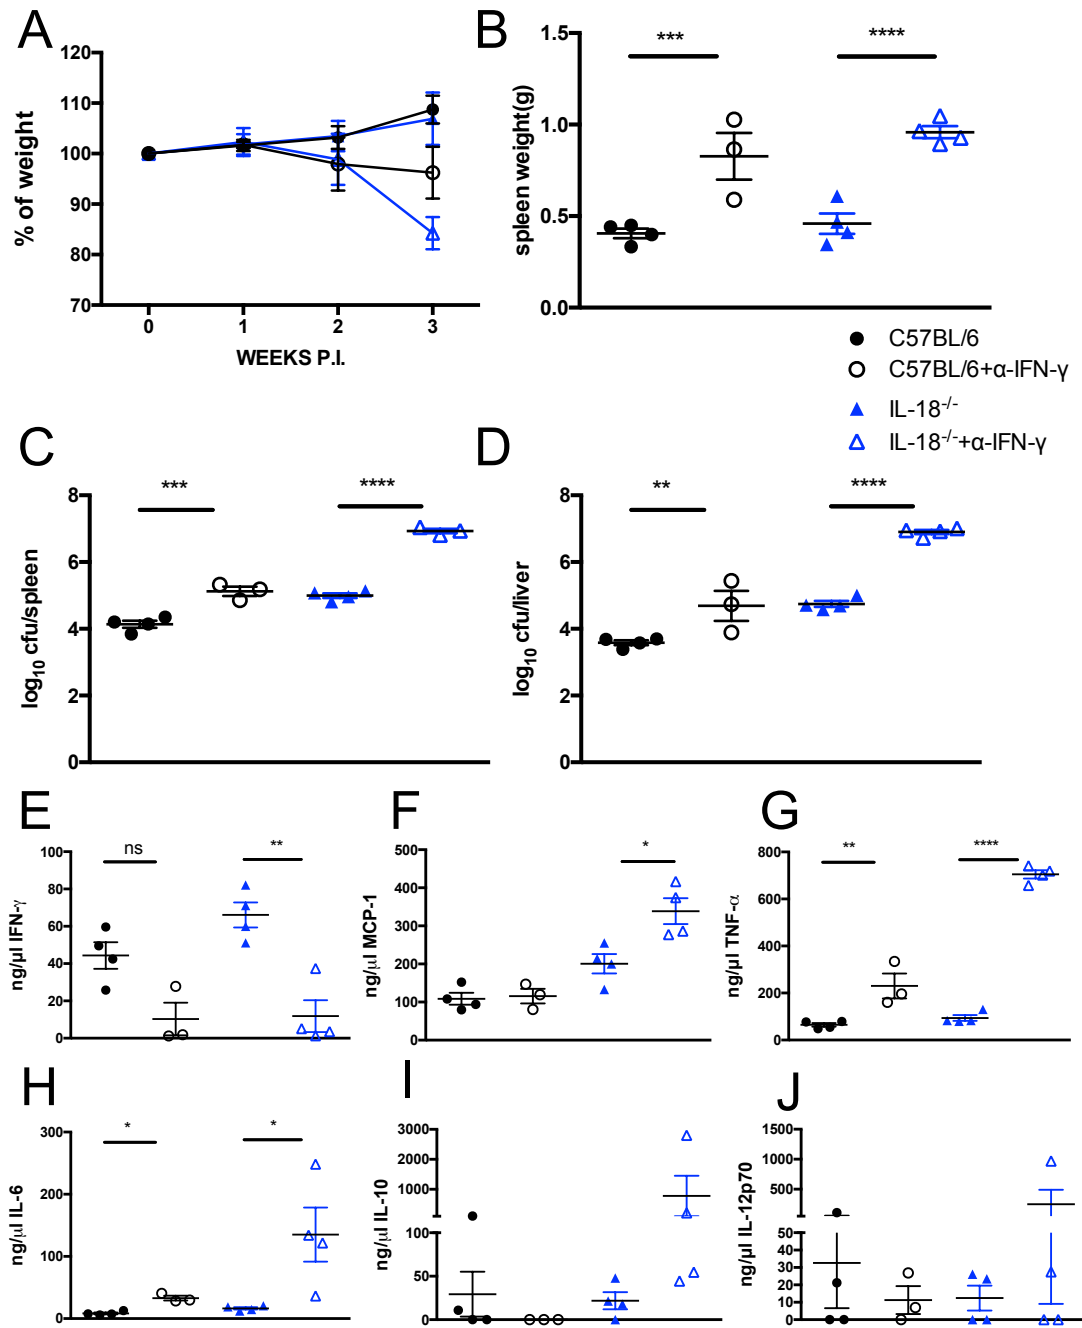 A
120
110
100
90
80
70
% of weight
0
1
2
3
WEEKS P.I.
B
1.5
1.0
0.5
0.0
spleen weight(g)
***
****
C57BL/6
C57BL/6+α-IFN-γ
IL-18-/-
IL-18-/-+α-IFN-γ
C
8
6
4
2
0
log10 cfu/spleen
***
****
D
8
6
4
2
0
log10 cfu/liver
**
****
E
100
80
60
40
20
0
ng/µl IFN-γ
ns
**
F
500
400
300
200
100
0
ng/µl MCP-1
*
G
800
600
400
200
0
ng/µl TNF-α
**
****
H
300
200
100
0
ng/µl IL-6
*
*
I
3000
2000
1000
100
50
0
ng/µl IL-10
J
1500
1000
500
50
40
30
20
10
0
ng/µl IL-12p70